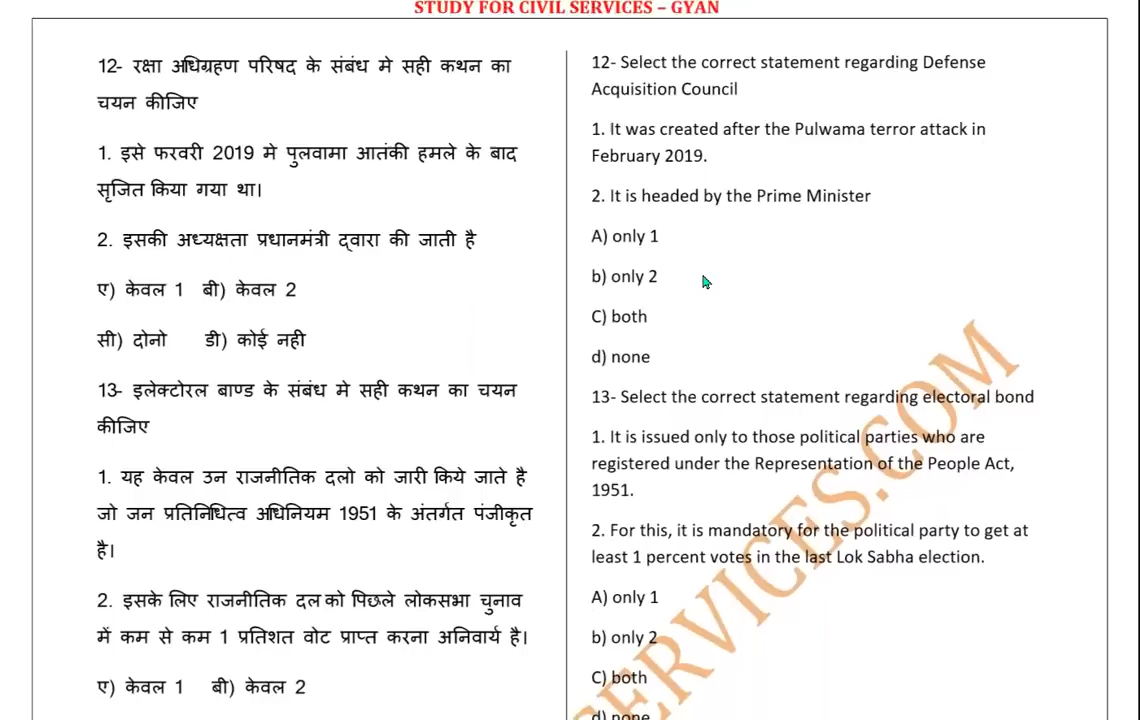 STUDY FOR CIVIL SERVICES – GYAN
12- रक्षा अधिग्रहण परिषद के संबंध मे सही कथन का
चयन कीजिए
1. इसे फरवरी 2019 मे पुलवामा आतंकी हमले के बाद
सृजित किया गया था।
2. इसकी अध्यक्षता प्रधानमंत्री द्वारा की जाती है
ए) केवल 1 बी) केवल 2
सी) दोनो डी) कोई नही
13- इलेक्टोरल बाण्ड के संबंध मे सही कथन का चयन
कीजिए
1. यह केवल उन राजनीतिक दलो को जारी किये जाते है
जो जन प्रतिनिधित्व अधिनियम 1951 के अंतर्गत पंजीकृत
है।
2. इसके लिए राजनीतिक दल को पिछले लोकसभा चुनाव
में कम से कम 1 प्रतिशत वोट प्राप्त करना अनिवार्य है।
ए) केवल 1 बी) केवल 2
12- Select the correct statement regarding Defense
Acquisition Council
1. It was created after the Pulwama terror attack in
February 2019.
2. It is headed by the Prime Minister
A) only 1
b) only 2
C) both
d) none
13- Select the correct statement regarding electoral bond
1. It is issued only to those political parties who are
registered under the Representation of the People Act,
1951.
2. For this, it is mandatory for the political party to get at
least 1 percent votes in the last Lok Sabha election.
A) only 1
b) only 2
C) both
d) none
SERVICES.COM